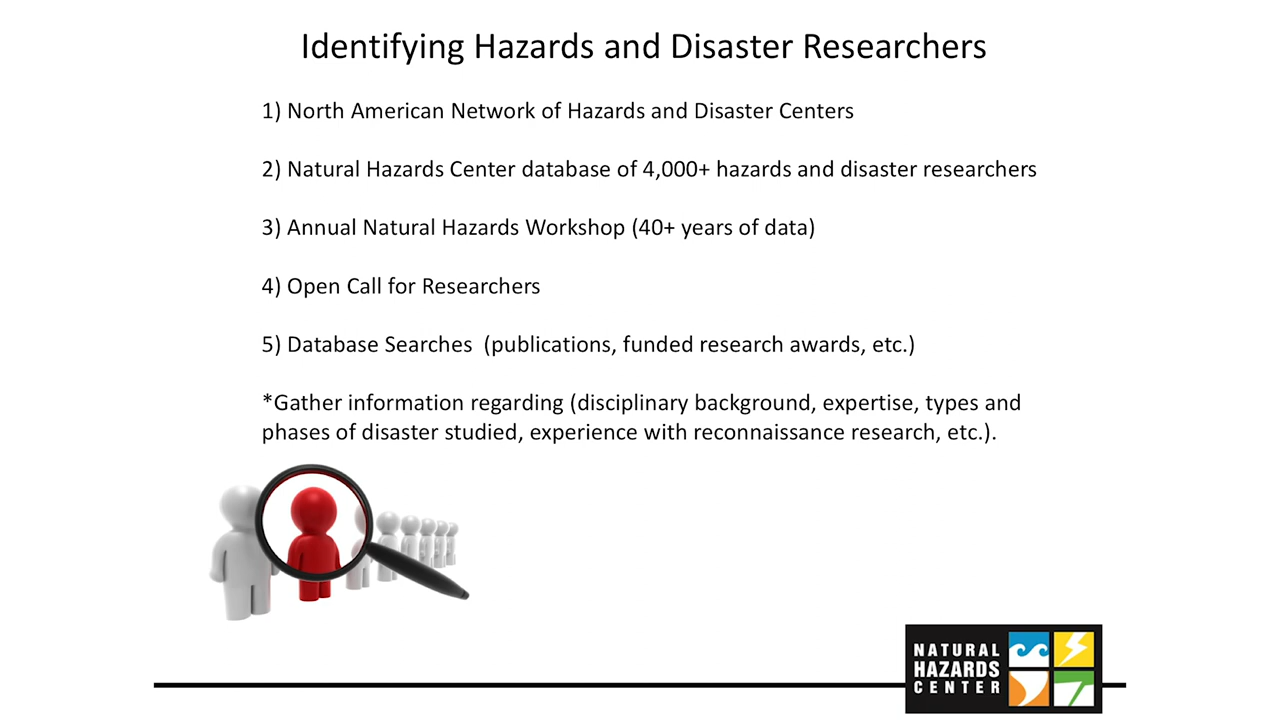 Identifying Hazards and Disaster Researchers
1) North American Network of Hazards and Disaster Centers
2) Natural Hazards Center database of 4,000+ hazards and disaster researchers
3) Annual Natural Hazards Workshop (40+ years of data)
4) Open Call for Researchers
5) Database Searches  (publications, funded research awards, etc.)
*Gather information regarding (disciplinary background, expertise, types and
phases of disaster studied, experience with reconnaissance research, etc.).
NATURAL
HAZARDS
CENTER